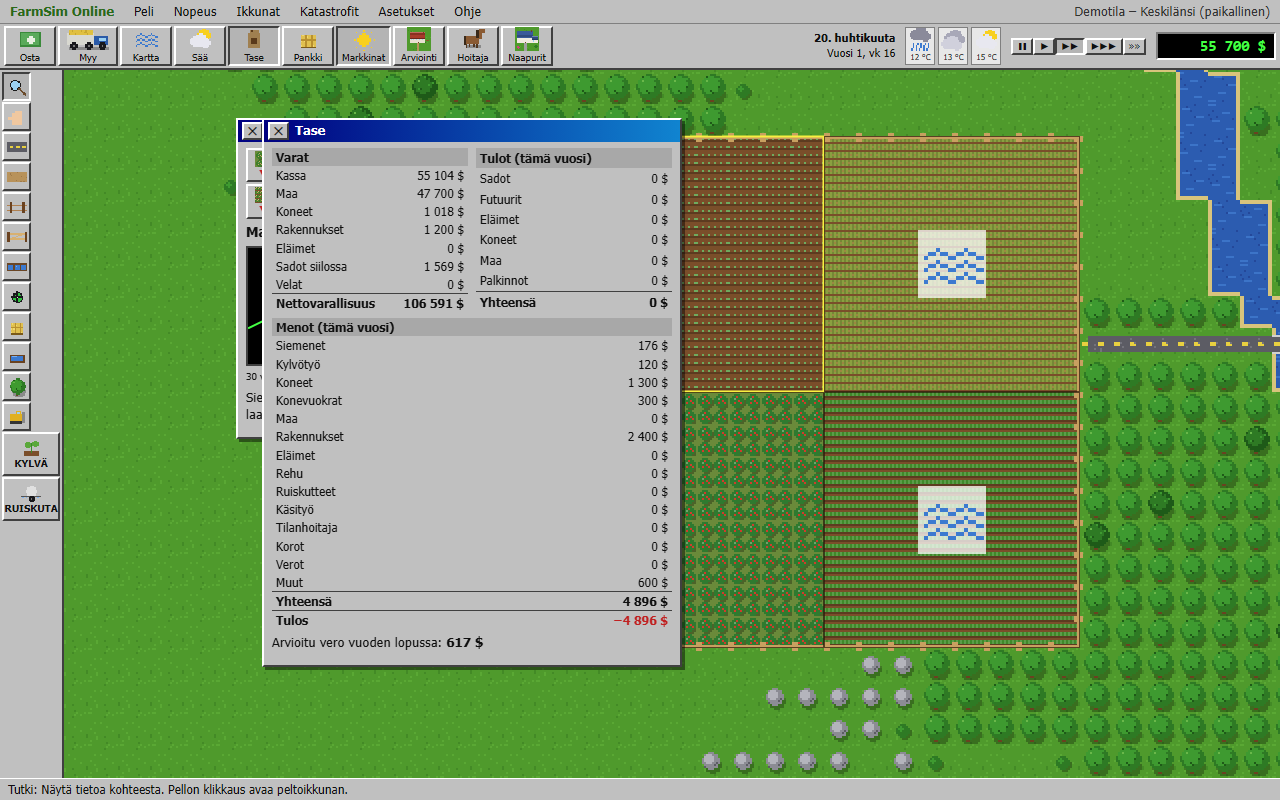 FarmSim Online Peli Nopeus Ikkunat Katastrofit Asetukset Ohje Demotila – Keskilänsi (paikallinen)
Osta Myy Kartta Sää Tase Pankki Markkinat Arviointi Hoitaja Naapurit
20. huhtikuuta
Vuosi 1, vk 16
12 °C 13 °C 15 °C
55 700 $
KYLVÄ
RUISKUTA
Ma
30 v
Sie
laa
Tase
Varat
Kassa 55 104 $
Maa 47 700 $
Koneet 1 018 $
Rakennukset 1 200 $
Eläimet 0 $
Sadot siilossa 1 569 $
Velat 0 $
Nettovarallisuus 106 591 $
Tulot (tämä vuosi)
Sadot 0 $
Futuurit 0 $
Eläimet 0 $
Koneet 0 $
Maa 0 $
Palkinnot 0 $
Yhteensä 0 $
Menot (tämä vuosi)
Siemenet 176 $
Kylvötyö 120 $
Koneet 1 300 $
Konevuokrat 300 $
Maa 0 $
Rakennukset 2 400 $
Eläimet 0 $
Rehu 0 $
Ruiskutteet 0 $
Käsityö 0 $
Tilanhoitaja 0 $
Korot 0 $
Verot 0 $
Muut 600 $
Yhteensä 4 896 $
Tulos −4 896 $
Arvioitu vero vuoden lopussa: 617 $
Tutki: Näytä tietoa kohteesta. Pellon klikkaus avaa peltoikkunan.